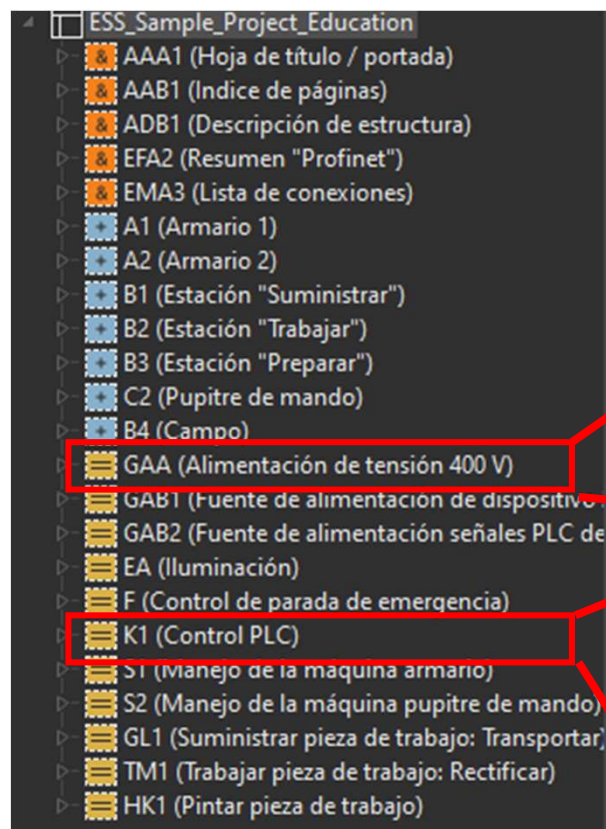 ESS_Sample_Project_Education
& AAA1 (Hoja de título / portada)
& AAB1 (Indice de páginas)
& ADB1 (Descripción de estructura)
& EFA2 (Resumen "Profinet")
& EMA3 (Lista de conexiones)
+ A1 (Armario 1)
+ A2 (Armario 2)
+ B1 (Estación "Suministrar")
+ B2 (Estación "Trabajar")
+ B3 (Estación "Preparar")
+ C2 (Pupitre de mando)
+ B4 (Campo)
= GAA (Alimentación de tensión 400 V)
= GAB1 (Fuente de alimentación de dispositivo
= GAB2 (Fuente de alimentación señales PLC de
= EA (Iluminación)
= F (Control de parada de emergencia)
= K1 (Control PLC)
= S1 (Manejo de la máquina armario)
= S2 (Manejo de la máquina pupitre de mando)
= GL1 (Suministrar pieza de trabajo: Transportar)
= TM1 (Trabajar pieza de trabajo: Rectificar)
= HK1 (Pintar pieza de trabajo)